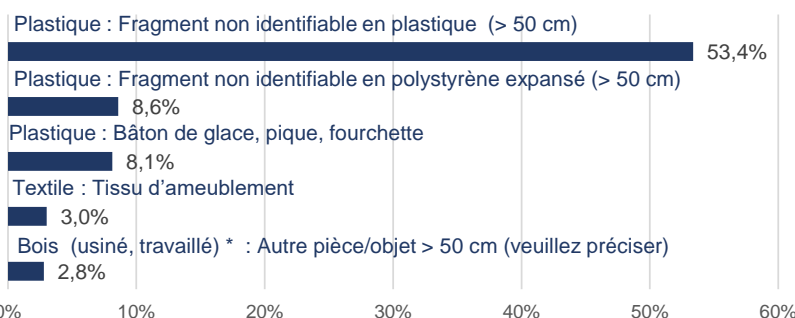 Plastique : Fragment non identifiable en plastique (> 50 cm)
53,4%
Plastique : Fragment non identifiable en polystyrène expansé (> 50 cm)
8,6%
Plastique : Bâton de glace, pique, fourchette
8,1%
Textile : Tissu d’ameublement
3,0%
Bois (usiné, travaillé) * : Autre pièce/objet > 50 cm (veuillez préciser)
2,8%
0% 10% 20% 30% 40% 50% 60%